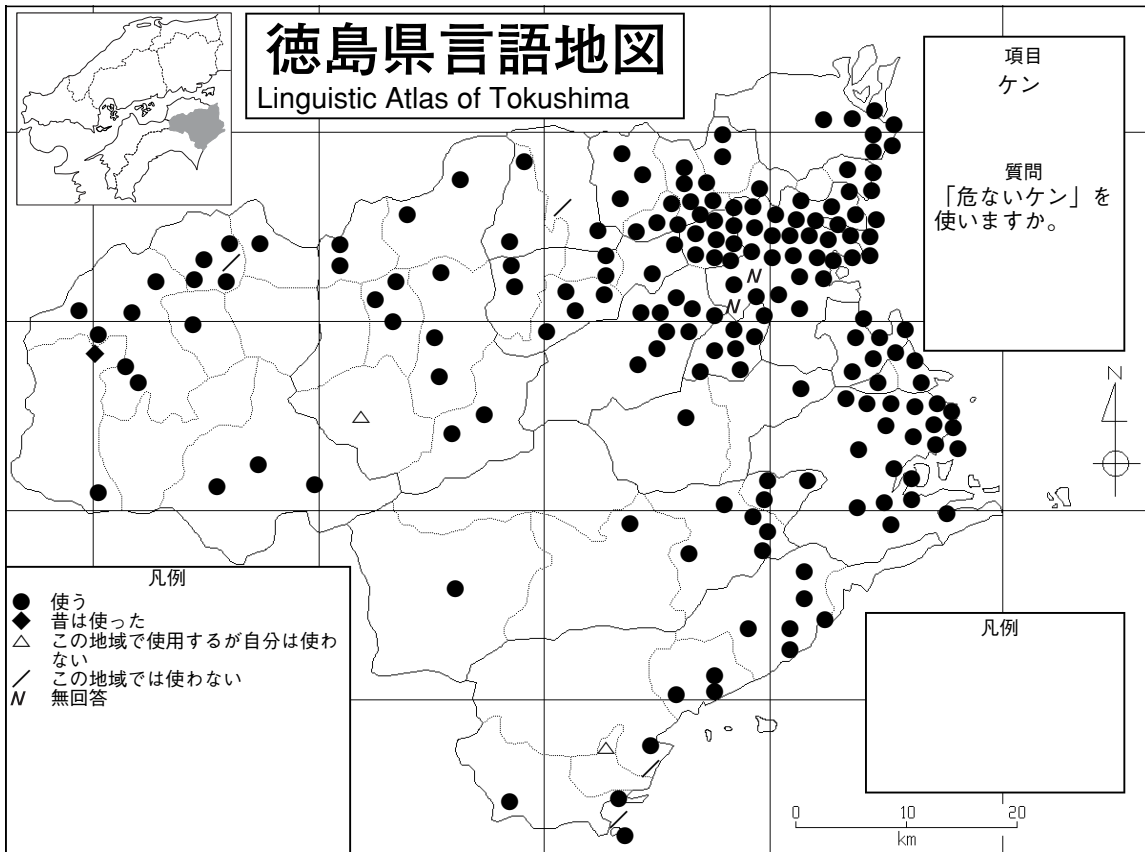 徳島県言語地図
Linguistic Atlas of Tokushima
項目
ケン
質問
「危ないケン」を
使いますか。
N
N
N
凡例
使う
昔は使った
この地域で使用するが自分は使わ
ない
この地域では使わない
N 無回答
凡例
0 10 20
km